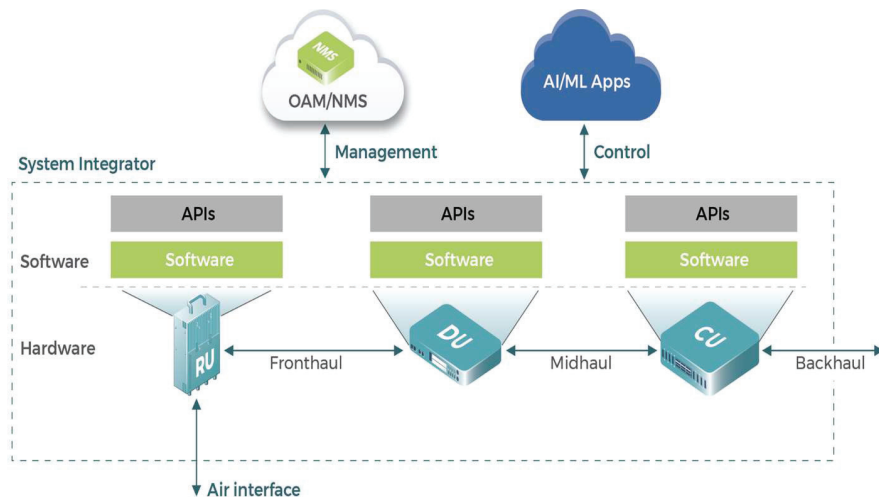 NMS
OAM/NMS
AI/ML Apps
Management
Control
System Integrator
APIs
APIs
APIs
Software
Software
Software
Software
Hardware
RU
DU
CU
Fronthaul
Midhaul
Backhaul
Air interface